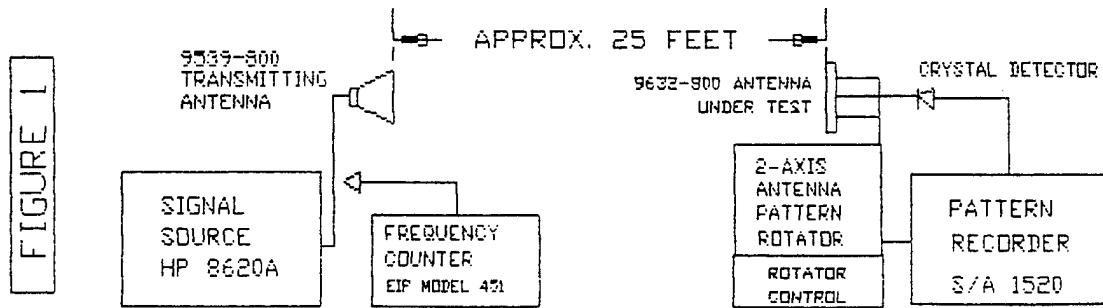 FIGURE 1
APPROX. 25 FEET
9539-800
TRANSMITTING
ANTENNA
9632-800 ANTENNA
UNDER TEST
CRYSTAL DETECTOR
SIGNAL
SOURCE
HP 8620A
FREQUENCY
COUNTER
EIP MODEL 451
2-AXIS
ANTENNA
PATTERN
ROTATOR
ROTATOR
CONTROL
PATTERN
RECORDER
S/A 1520